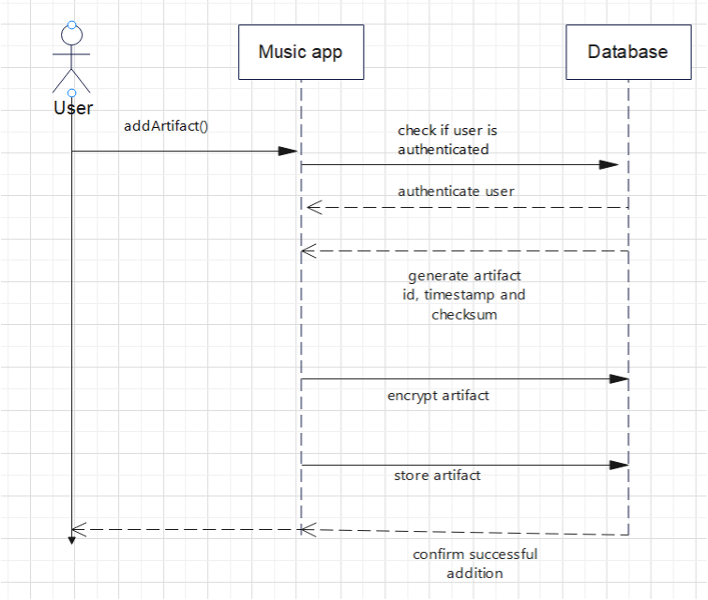 Music app
Database
User
addArtifact()
check if user is
authenticated
authenticate user
generate artifact
id, timestamp and
checksum
encrypt artifact
store artifact
confirm successful
addition